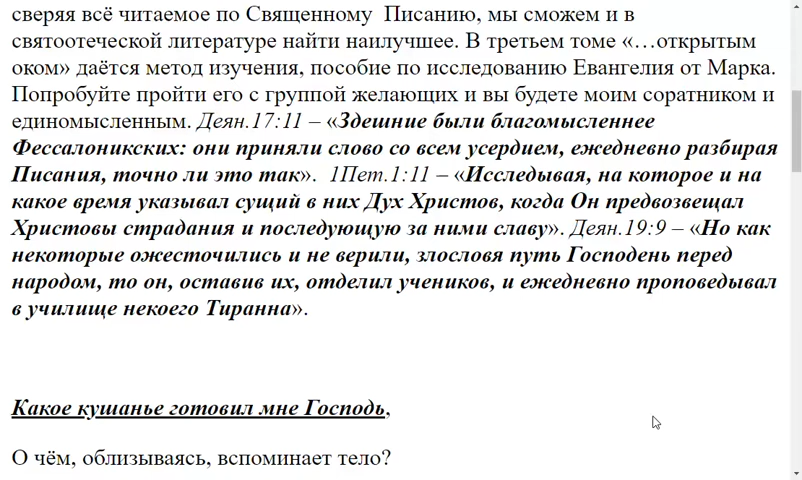 сверяя всё читаемое по Священному Писанию, мы сможем и в
святоотеческой литературе найти наилучшее. В третьем томе «…открытым
оком» даётся метод изучения, пособие по исследованию Евангелия от Марка.
Попробуйте пройти его с группой желающих и вы будете моим соратником и
единомысленным. Деян.17:11 – «Здешние были благомысленнее
Фессалоникских: они приняли слово со всем усердием, ежедневно разбирая
Писания, точно ли это так». 1Пет.1:11 – «Исследывая, на которое и на
какое время указывал сущий в них Дух Христов, когда Он предвозвещал
Христовы страдания и последующую за ними славу». Деян.19:9 – «Но как
некоторые ожесточились и не верили, злословя путь Господень перед
народом, то он, оставив их, отделил учеников, и ежедневно проповедывал
в училище некоего Тиранна».
Какое кушанье готовил мне Господь,
О чём, облизываясь, вспоминает тело?